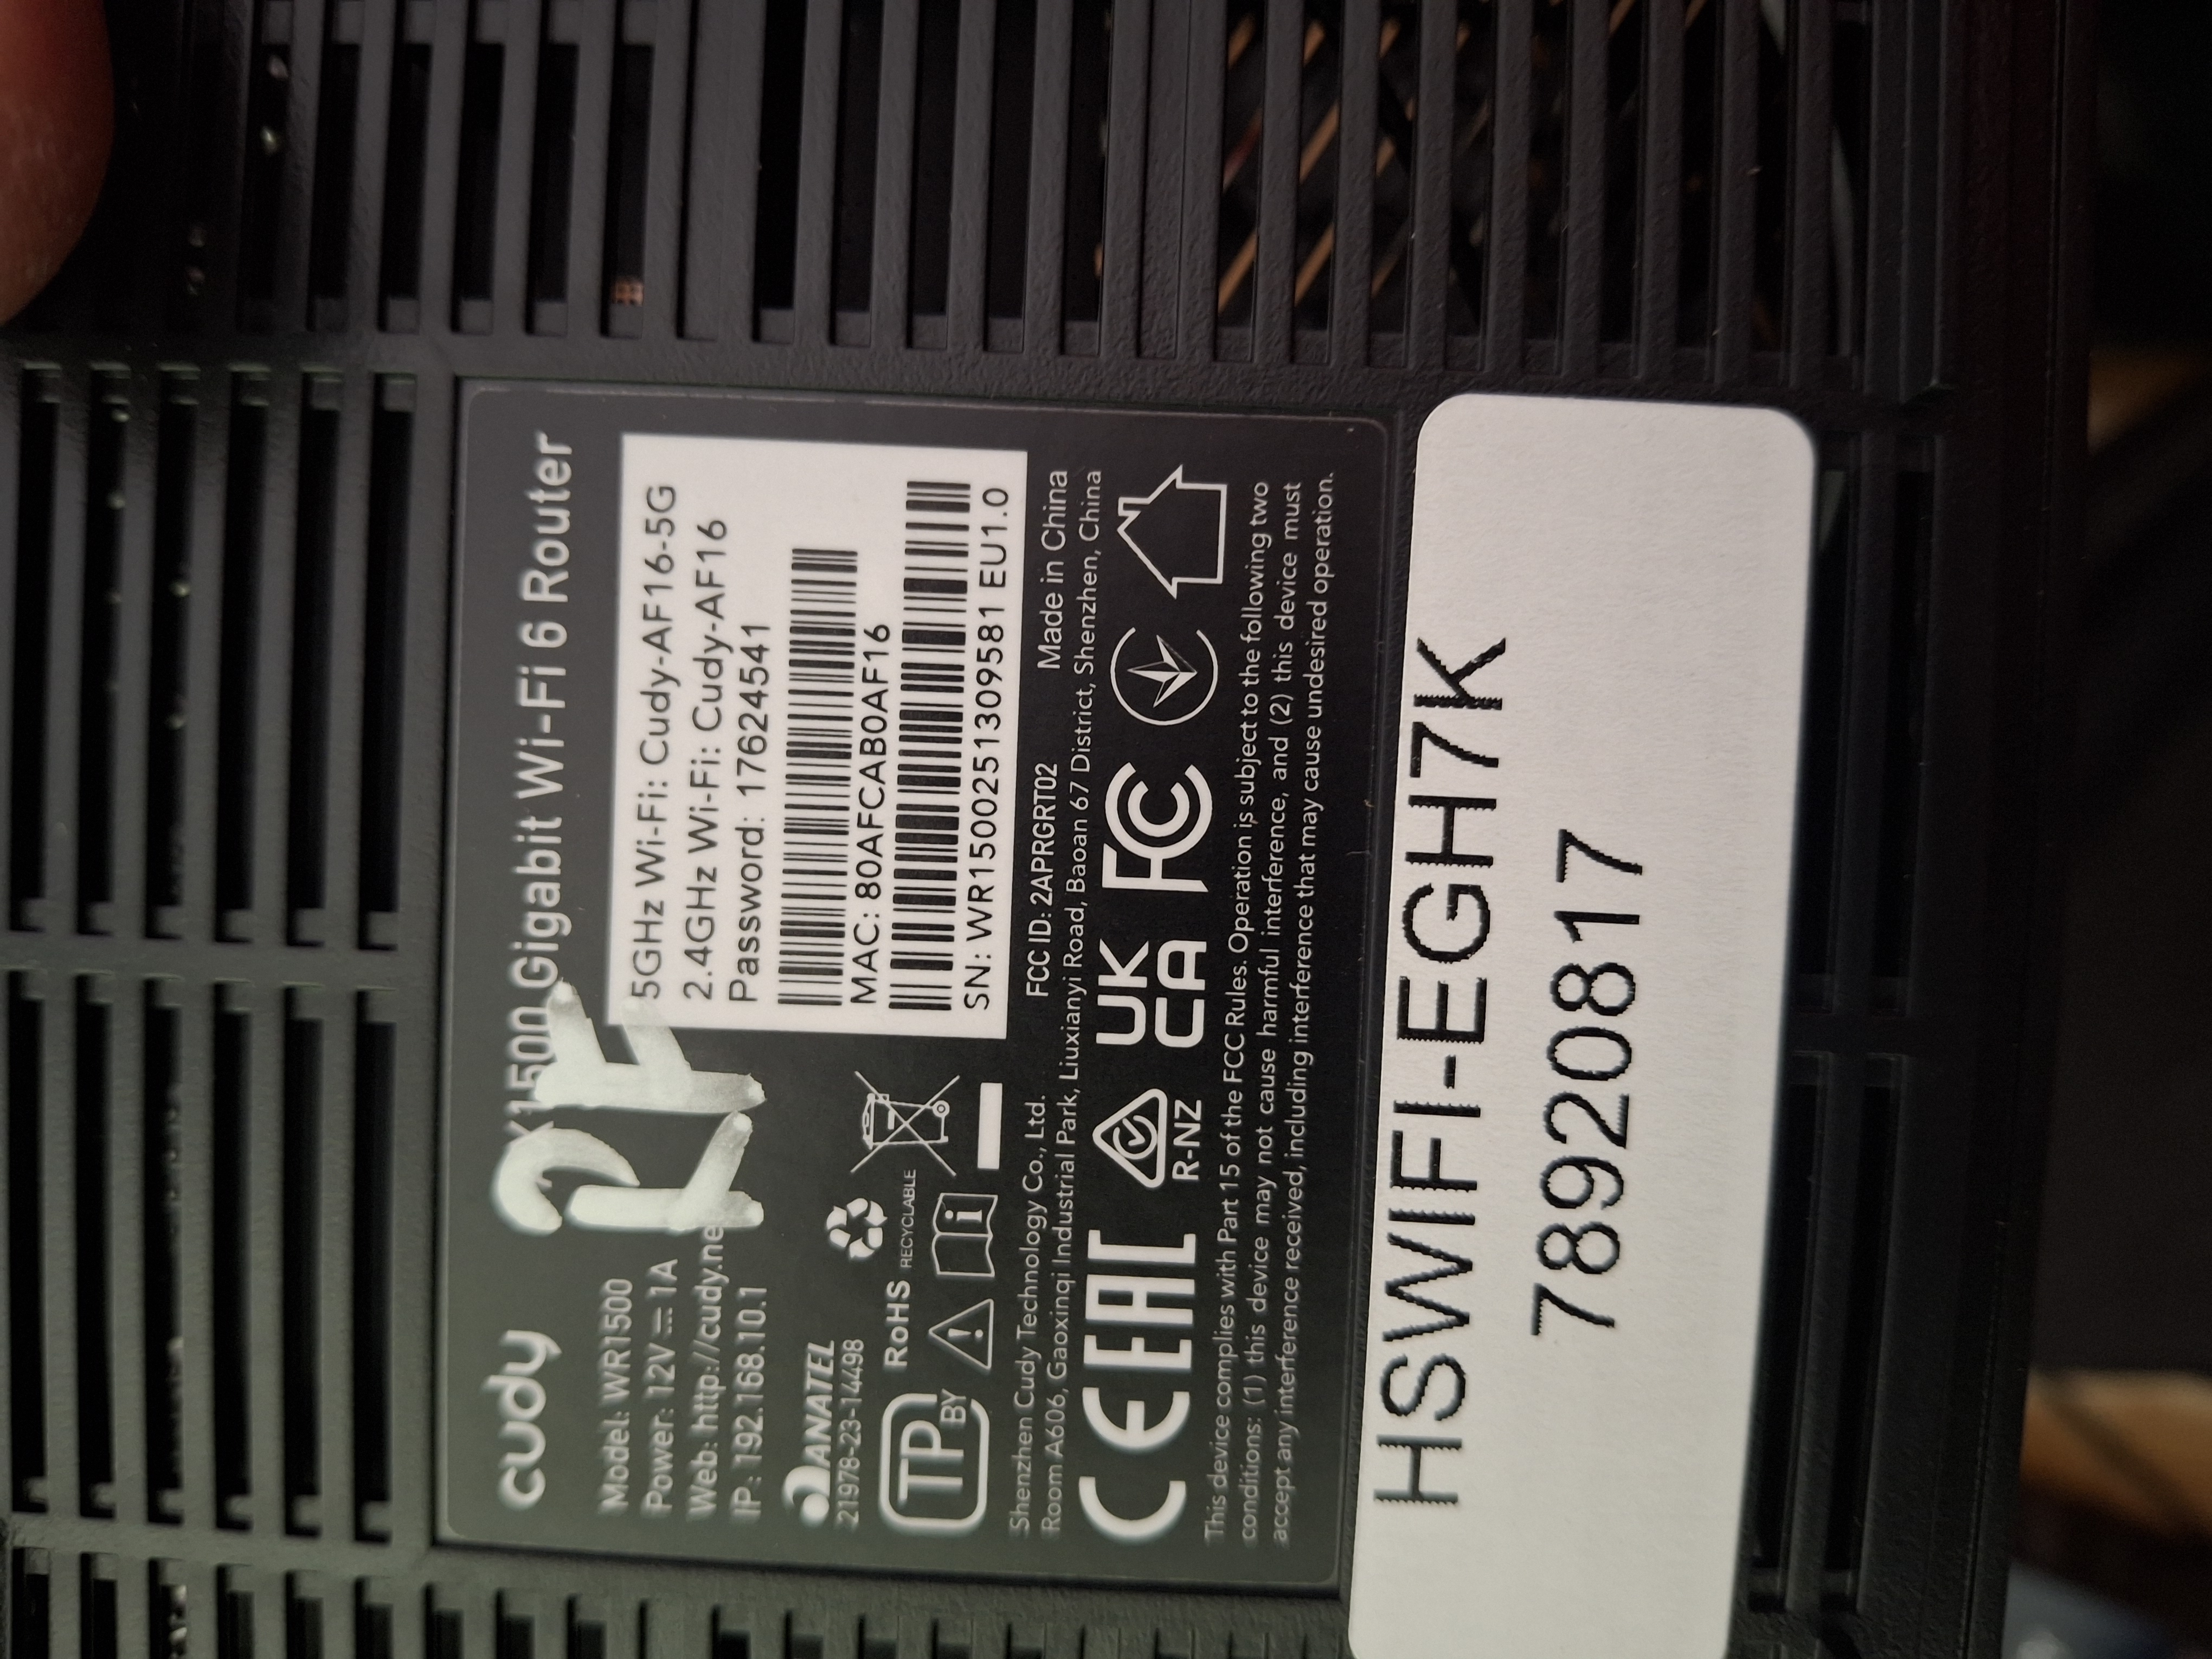 cudy
AX1500 Gigabit Wi-Fi 6 Router
2F
Model: WR1500
Power: 12V⎓1A
Web: http://cudy.net
IP: 192.168.10.1
5GHz Wi-Fi: Cudy-AF16-5G
2.4GHz Wi-Fi: Cudy-AF16
Password: 17624541
MAC: 80AFCAB0AF16
SN: WR1500251309581 EU1.0
ANATEL
21978-23-14498
TP
BY
RoHS
RECYCLABLE
FCC ID: 2APRGRT02
Made in China
Shenzhen Cudy Technology Co., Ltd.
Room A606, Gaoxinqi Industrial Park, Liuxianyi Road, Baoan 67 District, Shenzhen, China
CE
EAC
R-NZ
UK
CA
FC
This device complies with Part 15 of the FCC Rules. Operation is subject to the following two
conditions: (1) this device may not cause harmful interference, and (2) this device must
accept any interference received, including interference that may cause undesired operation.
HSWIFI-EGH7K
78920817